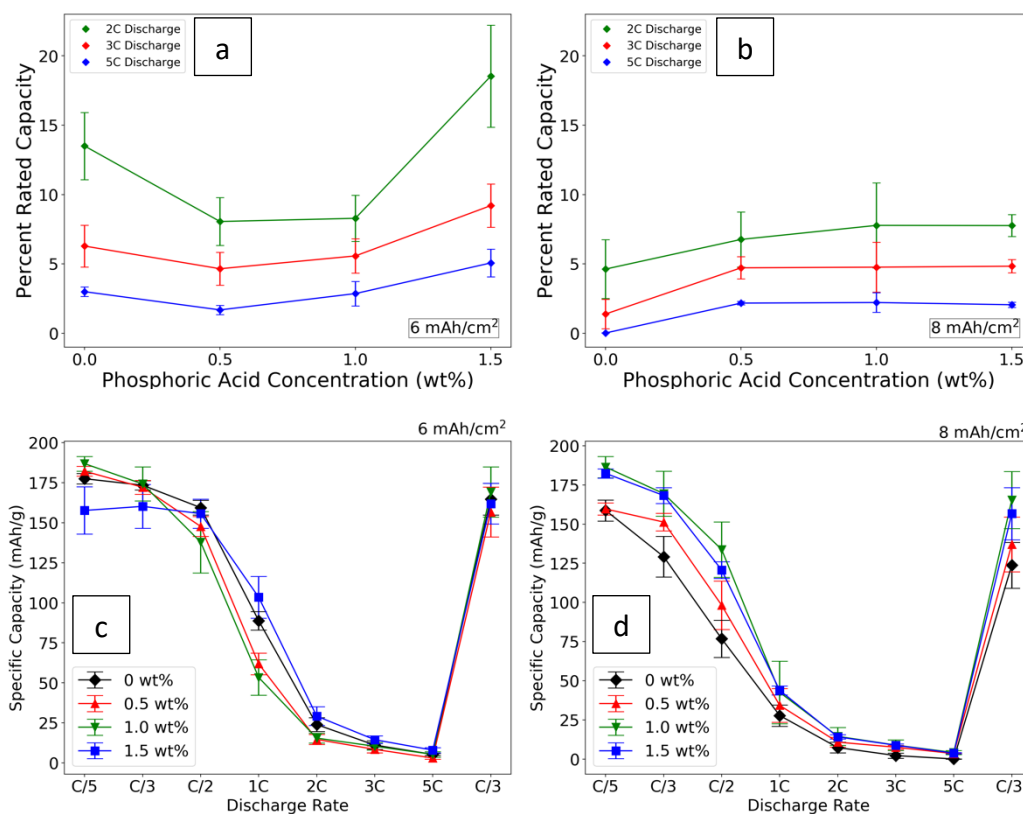 2C Discharge
3C Discharge
5C Discharge
a
Percent Rated Capacity
20
15
10
5
0
6 mAh/cm²
0.0 0.5 1.0 1.5
Phosphoric Acid Concentration (wt%)
2C Discharge
3C Discharge
5C Discharge
b
Percent Rated Capacity
20
15
10
5
0
8 mAh/cm²
0.0 0.5 1.0 1.5
Phosphoric Acid Concentration (wt%)
6 mAh/cm²
Specific Capacity (mAh/g)
200
175
150
125
100
75
50
25
0
c
0 wt%
0.5 wt%
1.0 wt%
1.5 wt%
C/5 C/3 C/2 1C 2C 3C 5C C/3
Discharge Rate
8 mAh/cm²
Specific Capacity (mAh/g)
200
175
150
125
100
75
50
25
0
d
0 wt%
0.5 wt%
1.0 wt%
1.5 wt%
C/5 C/3 C/2 1C 2C 3C 5C C/3
Discharge Rate